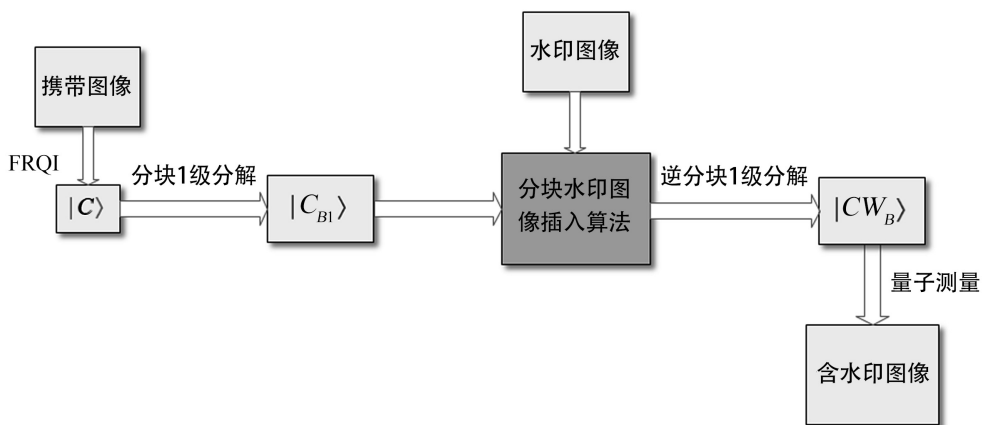 水印图像
携带图像
FRQI
分块1级分解
逆分块1级分解
|C〉
|C_{B1}〉
分块水印图
像插入算法
|CW_B〉
量子测量
含水印图像